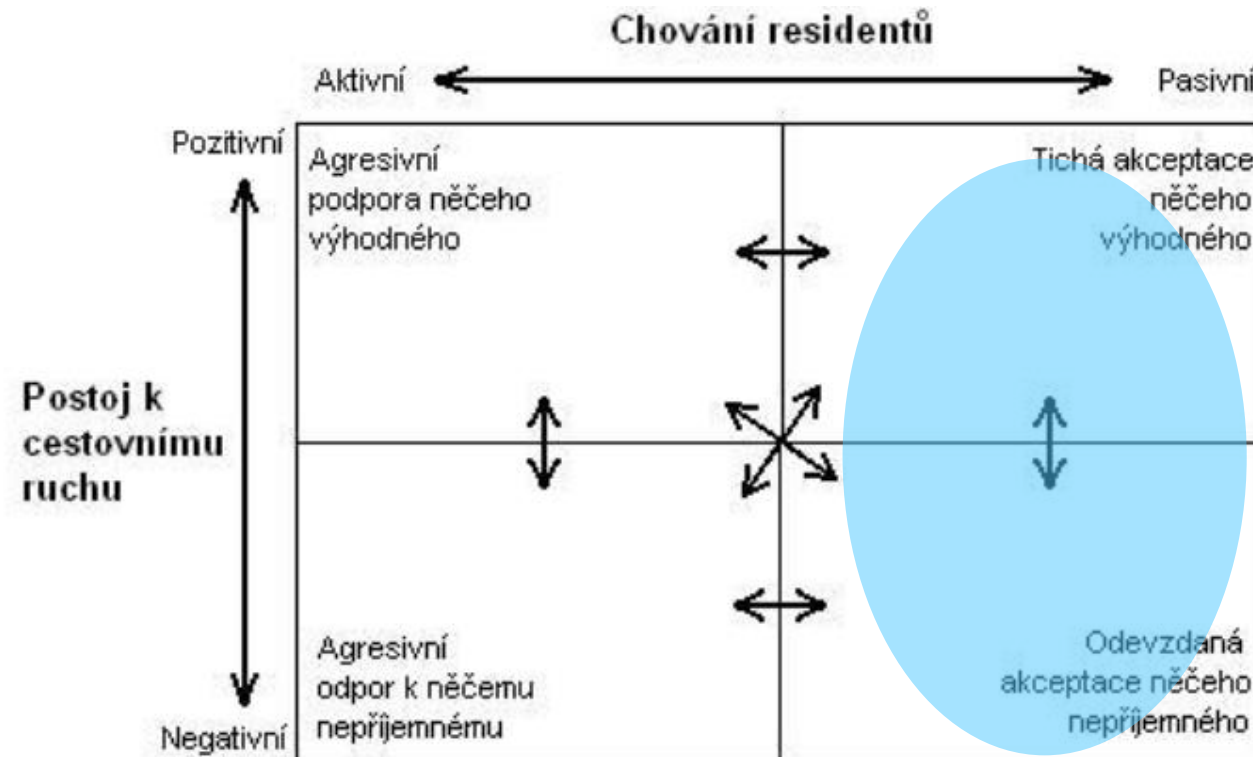 Chování residentů
Aktivní
Pasivní
Pozitivní
Agresivní
podpora něčeho
výhodného
Tichá akceptace
něčeho
výhodného
Postoj k
cestovnímu
ruchu
Agresivní
odpor k něčemu
nepříjemnému
Odevzdaná
akceptace něčeho
nepříjemného
Negativní